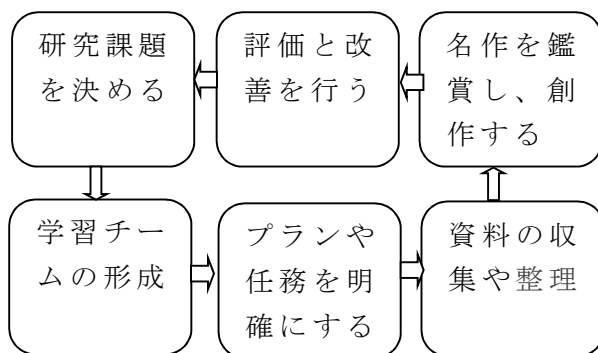 研究課題
を決める
評価と改
善を行う
名作を鑑
賞し、創
作する
学習チー
ムの形成
プランや
任務を明
確にする
資料の収
集や整理